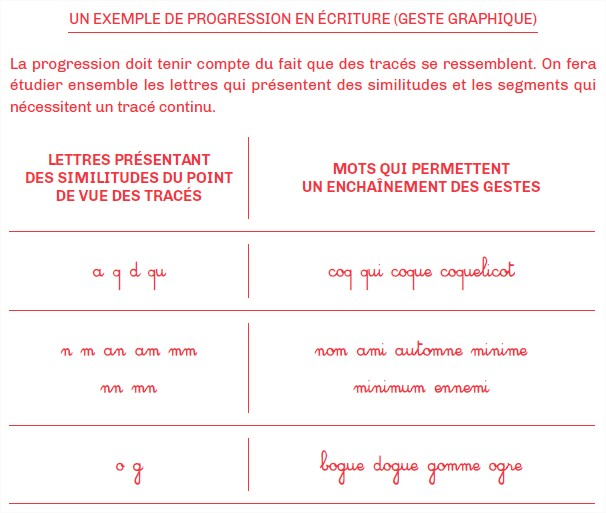 UN EXEMPLE DE PROGRESSION EN ÉCRITURE (GESTE GRAPHIQUE)
La progression doit tenir compte du fait que des tracés se ressemblent. On fera
étudier ensemble les lettres qui présentent des similitudes et les segments qui
nécessitent un tracé continu.
LETTRES PRÉSENTANT
DES SIMILITUDES DU POINT
DE VUE DES TRACÉS
MOTS QUI PERMETTENT
UN ENCHAÎNEMENT DES GESTES
a q d qu
coq qui coque coquelicot
n m an am mm
nn mn
nom ami automne minime
minimum ennemi
o g
bogue dogue gomme ogre